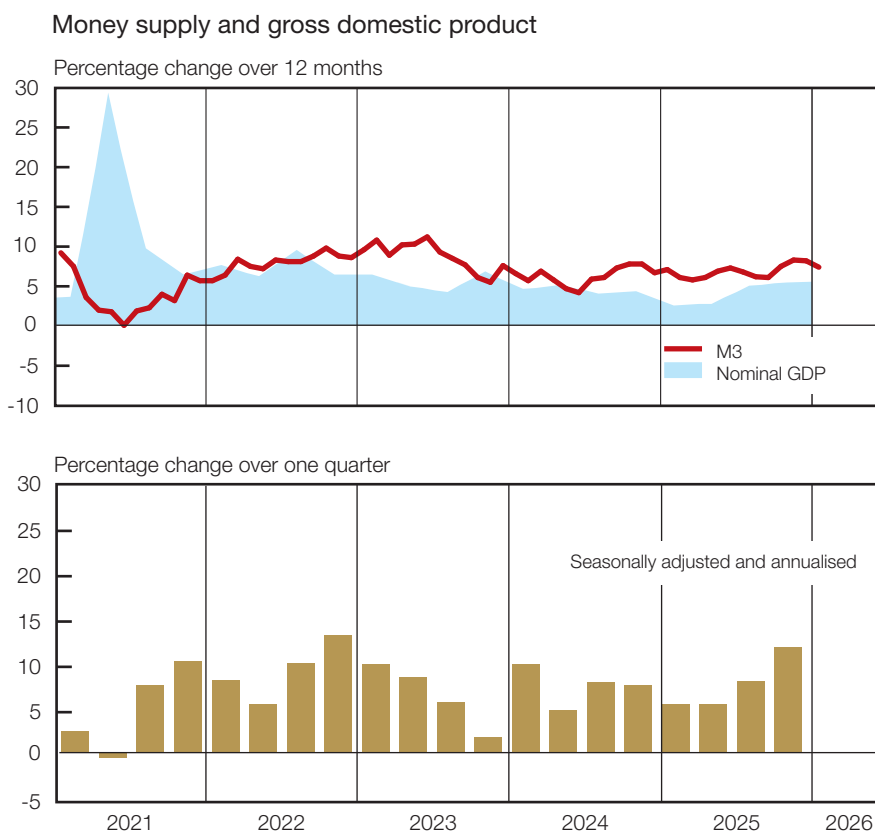 Money supply and gross domestic product
Percentage change over 12 months
30
25
20
15
10
5
0
-5
-10
M3
Nominal GDP
Percentage change over one quarter
30
25
20
15
10
5
0
-5
Seasonally adjusted and annualised
2021 2022 2023 2024 2025 2026